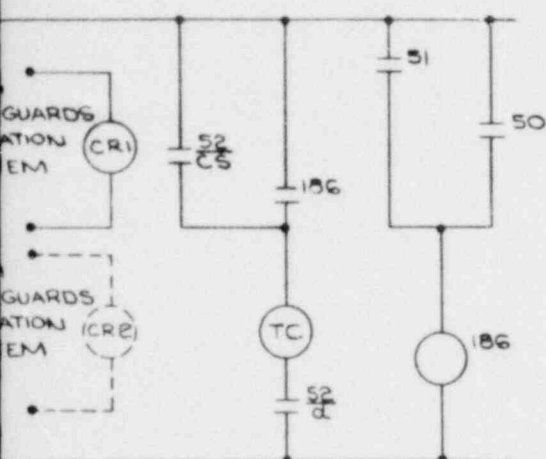 51
50
GUARDS
ATION
EM
CR1
52
CS
186
GUARDS
ATION
EM
CR2
TC
186
52
a